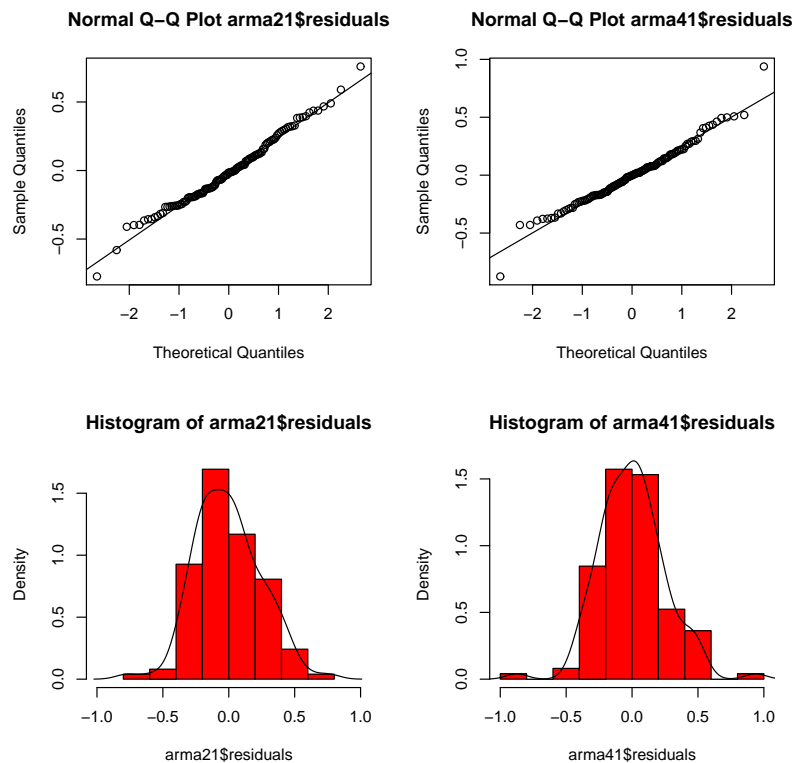 Normal Q−Q Plot arma21$residuals
Sample Quantiles
0.5
0.0
−0.5
−2 −1 0 1 2
Theoretical Quantiles
Normal Q−Q Plot arma41$residuals
Sample Quantiles
1.0
0.5
0.0
−0.5
−2 −1 0 1 2
Theoretical Quantiles
Histogram of arma21$residuals
Density
1.5
1.0
0.5
0.0
−1.0 −0.5 0.0 0.5 1.0
arma21$residuals
Histogram of arma41$residuals
Density
1.5
1.0
0.5
0.0
−1.0 −0.5 0.0 0.5 1.0
arma41$residuals